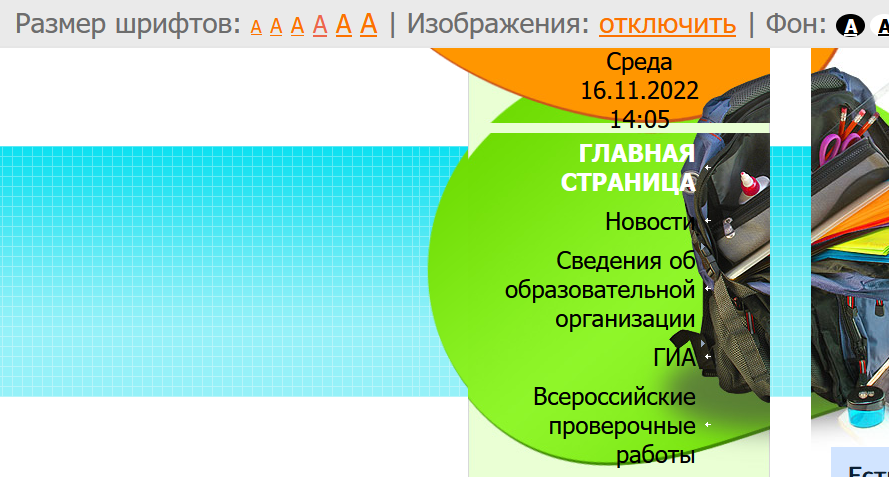 Размер шрифтов: А А А А А А | Изображения: отключить | Фон: А А
Среда
16.11.2022
14:05
ГЛАВНАЯ
СТРАНИЦА
Новости
Сведения об
образовательной
организации
ГИА
Всероссийские
проверочные
работы